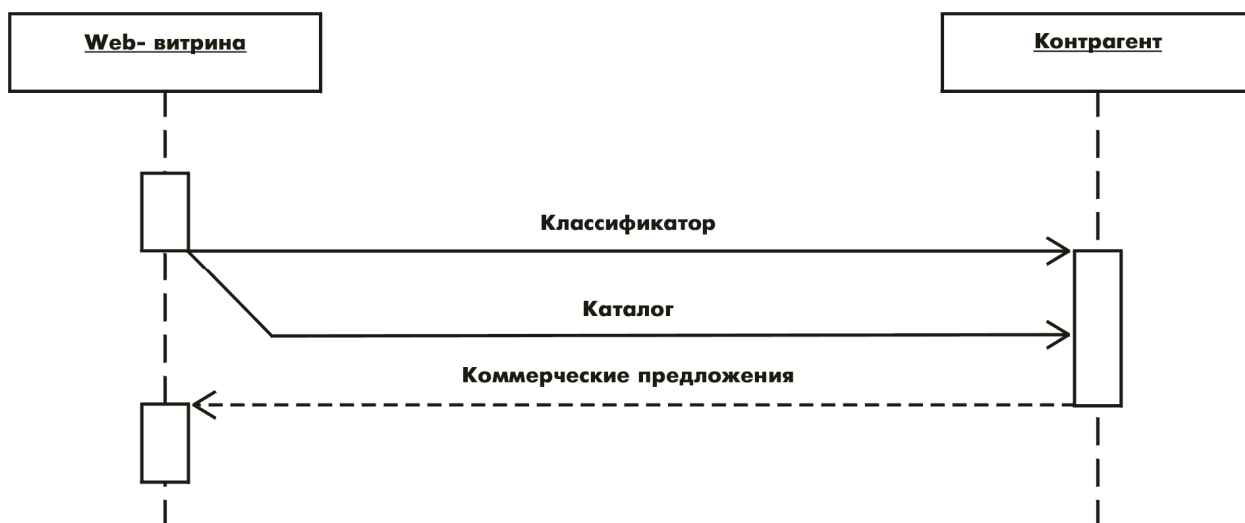 Web- витрина
Контрагент
Классификатор
Каталог
Коммерческие предложения